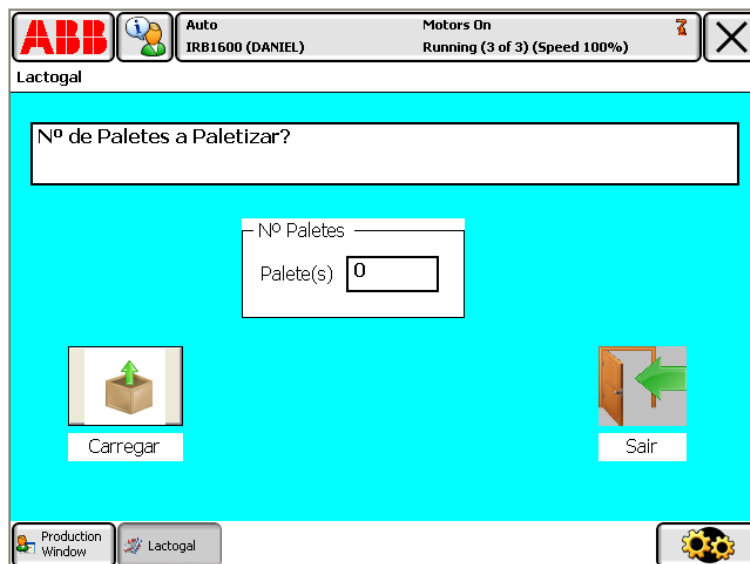 ABB
Auto
IRB1600 (DANIEL)
Motors On
Running (3 of 3) (Speed 100%)
Lactogal
Nº de Paletes a Paletizar?
Nº Paletes
Palete(s) 0
Carregar
Sair
Production
Window
Lactogal